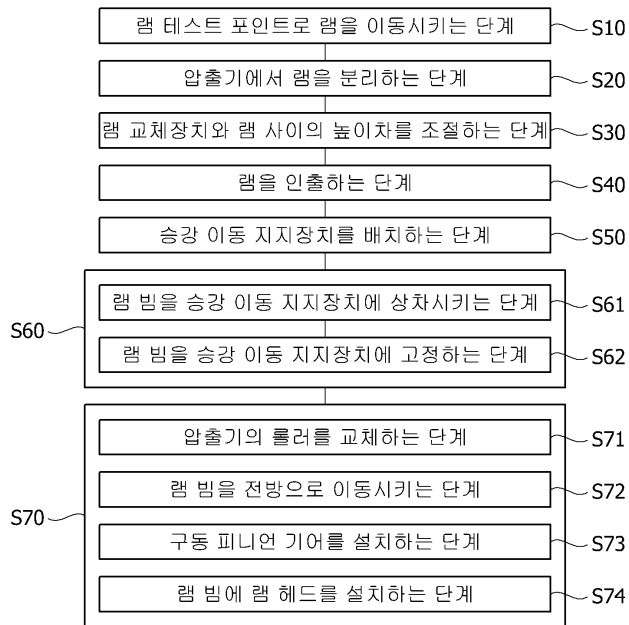 램 테스트 포인트로 램을 이동시키는 단계 S10
압출기에서 램을 분리하는 단계 S20
램 교체장치와 램 사이의 높이차를 조절하는 단계 S30
램을 인출하는 단계 S40
승강 이동 지지장치를 배치하는 단계 S50
S60
램 빔을 승강 이동 지지장치에 상차시키는 단계 S61
램 빔을 승강 이동 지지장치에 고정하는 단계 S62
S70
압출기의 롤러를 교체하는 단계 S71
램 빔을 전방으로 이동시키는 단계 S72
구동 피니언 기어를 설치하는 단계 S73
램 빔에 램 헤드를 설치하는 단계 S74